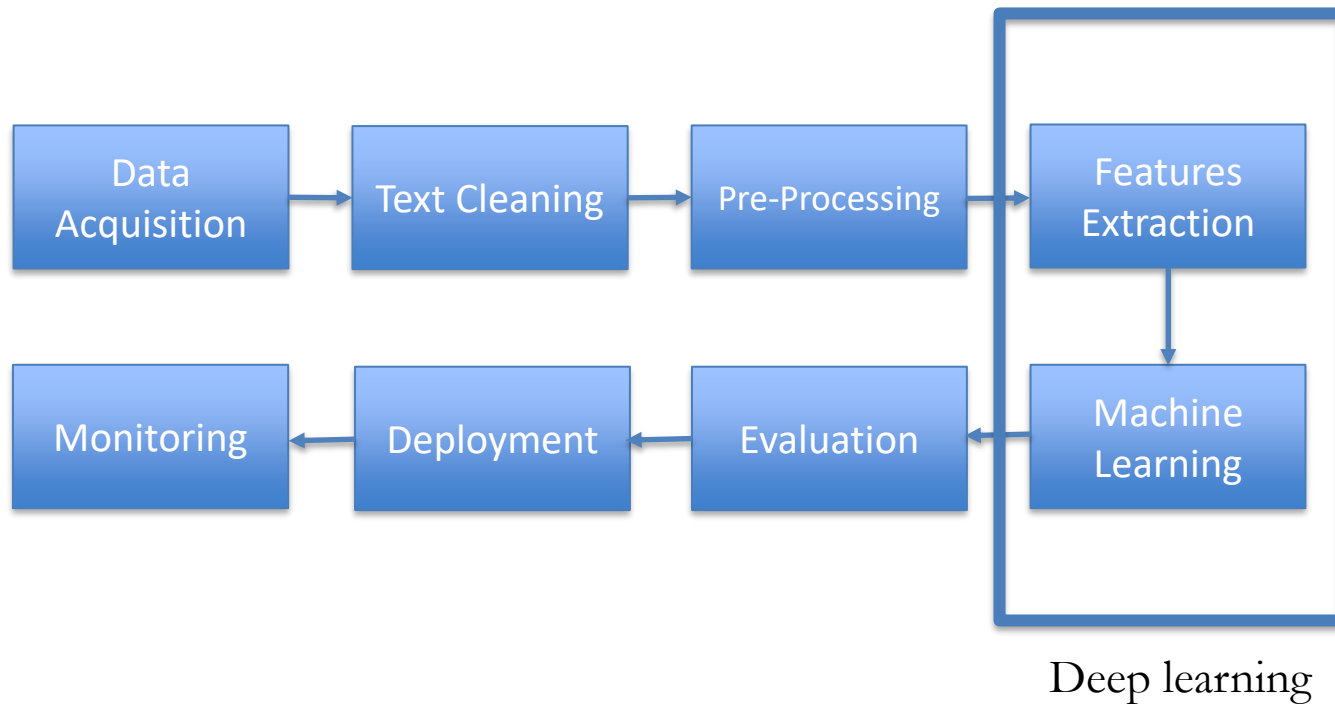 Data
Acquisition
Text Cleaning
Pre-Processing
Features
Extraction
Monitoring
Deployment
Evaluation
Machine
Learning
Deep learning